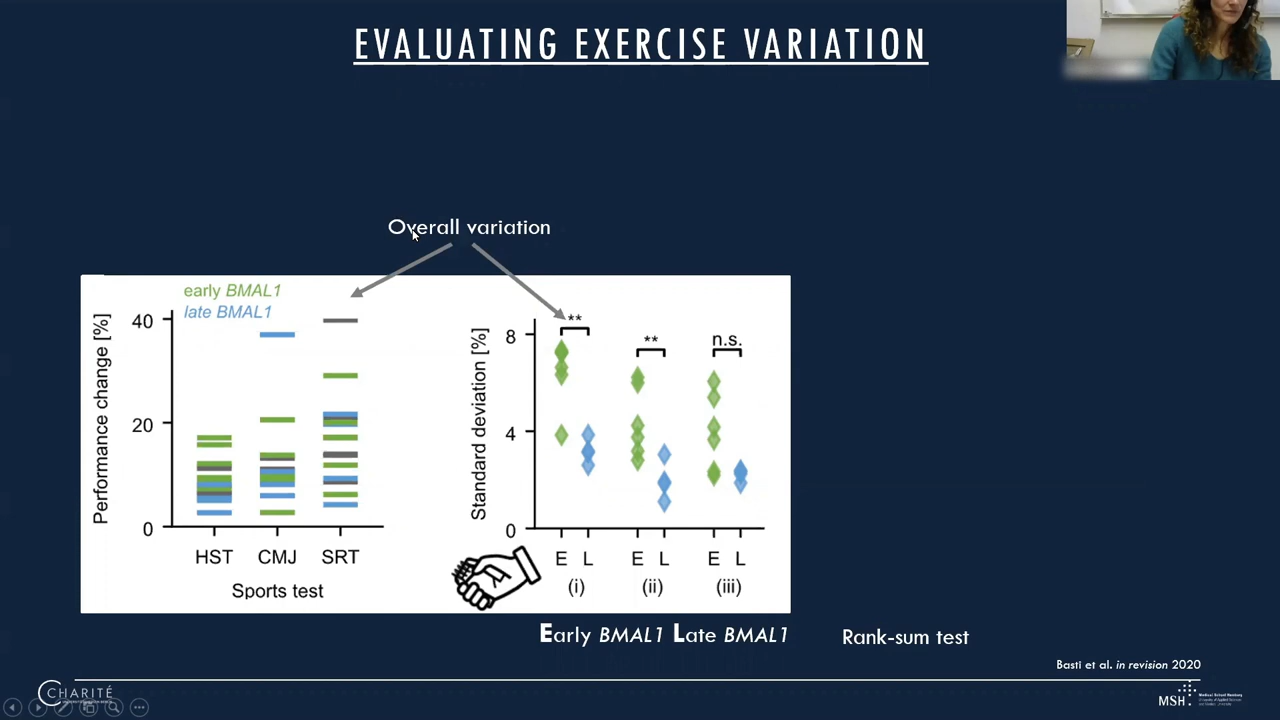 EVALUATING EXERCISE VARIATION
Overall variation
early BMAL1
late BMAL1
Performance change [%]
40
20
0
HST CMJ SRT
Sports test
Standard deviation [%]
8
4
0
** ** n.s.
E L E L E L
(i) (ii) (iii)
Early BMAL1 Late BMAL1
Rank-sum test
Basti et al. in revision 2020
CHARITÉ
MSH